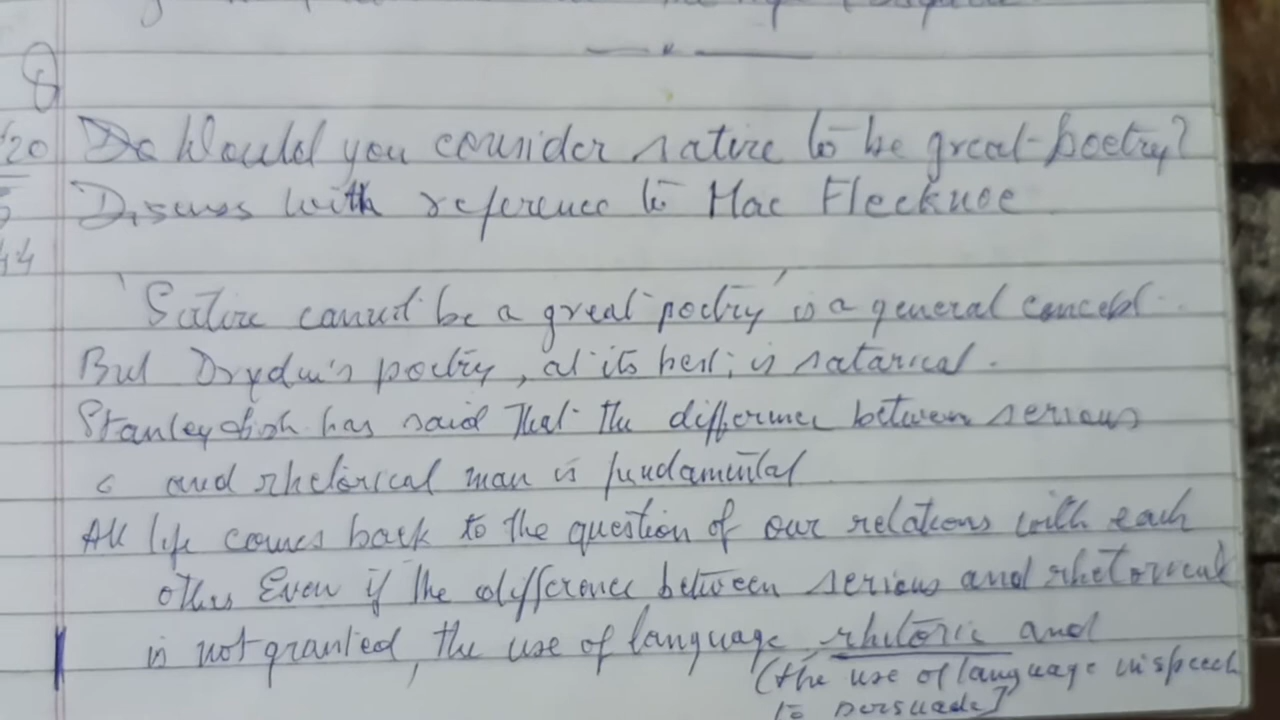 8
20 Do Would you consider satire to be great poetry?
Discuss with reference to Mac Flecknoe
44
'Satire cannot be a great poetry' is a general concept.
But Dryden's poetry, at its best, is satarical.
Stanley fish has said that the difference between serious
and rhetorical man is fundamental
All life comes back to the question of our relations with each
other Even if the difference between serious and rhetorical
is not granted, the use of language rhetoric and
(the use of language in speech
to persuade)